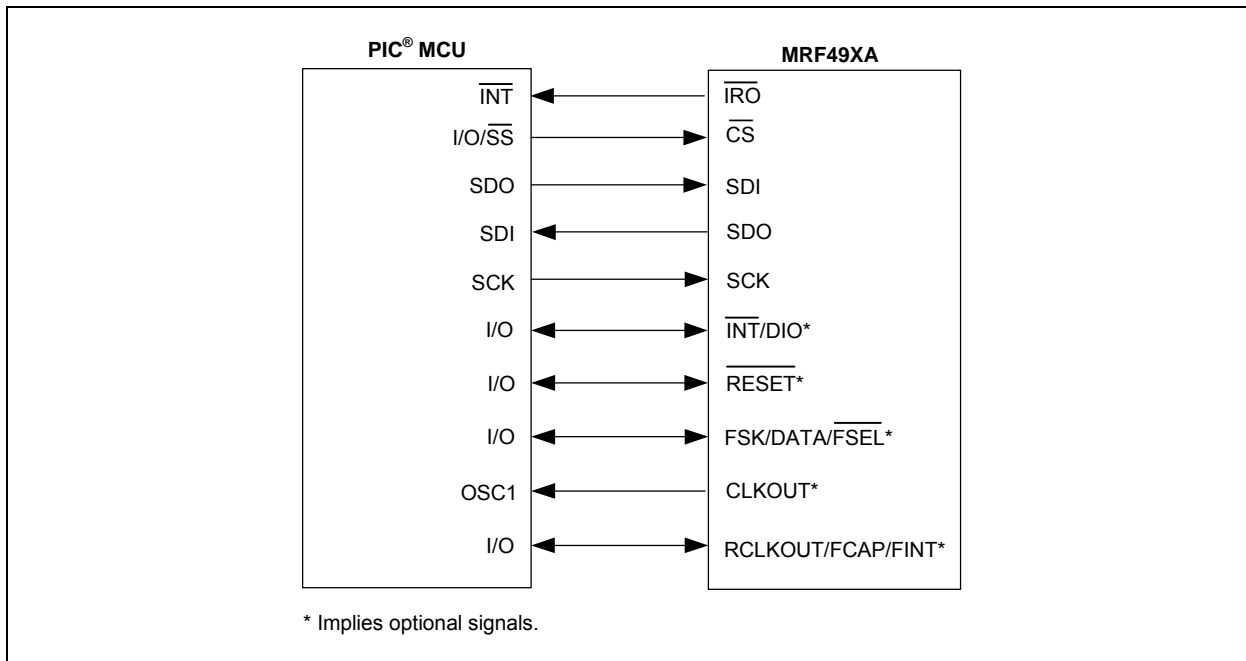 PIC® MCU MRF49XA
INT IRO
I/O/SS CS
SDO SDI
SDI SDO
SCK SCK
I/O INT/DIO*
I/O RESET*
I/O FSK/DATA/FSEL*
OSC1 CLKOUT*
I/O RCLKOUT/FCAP/FINT*
* Implies optional signals.